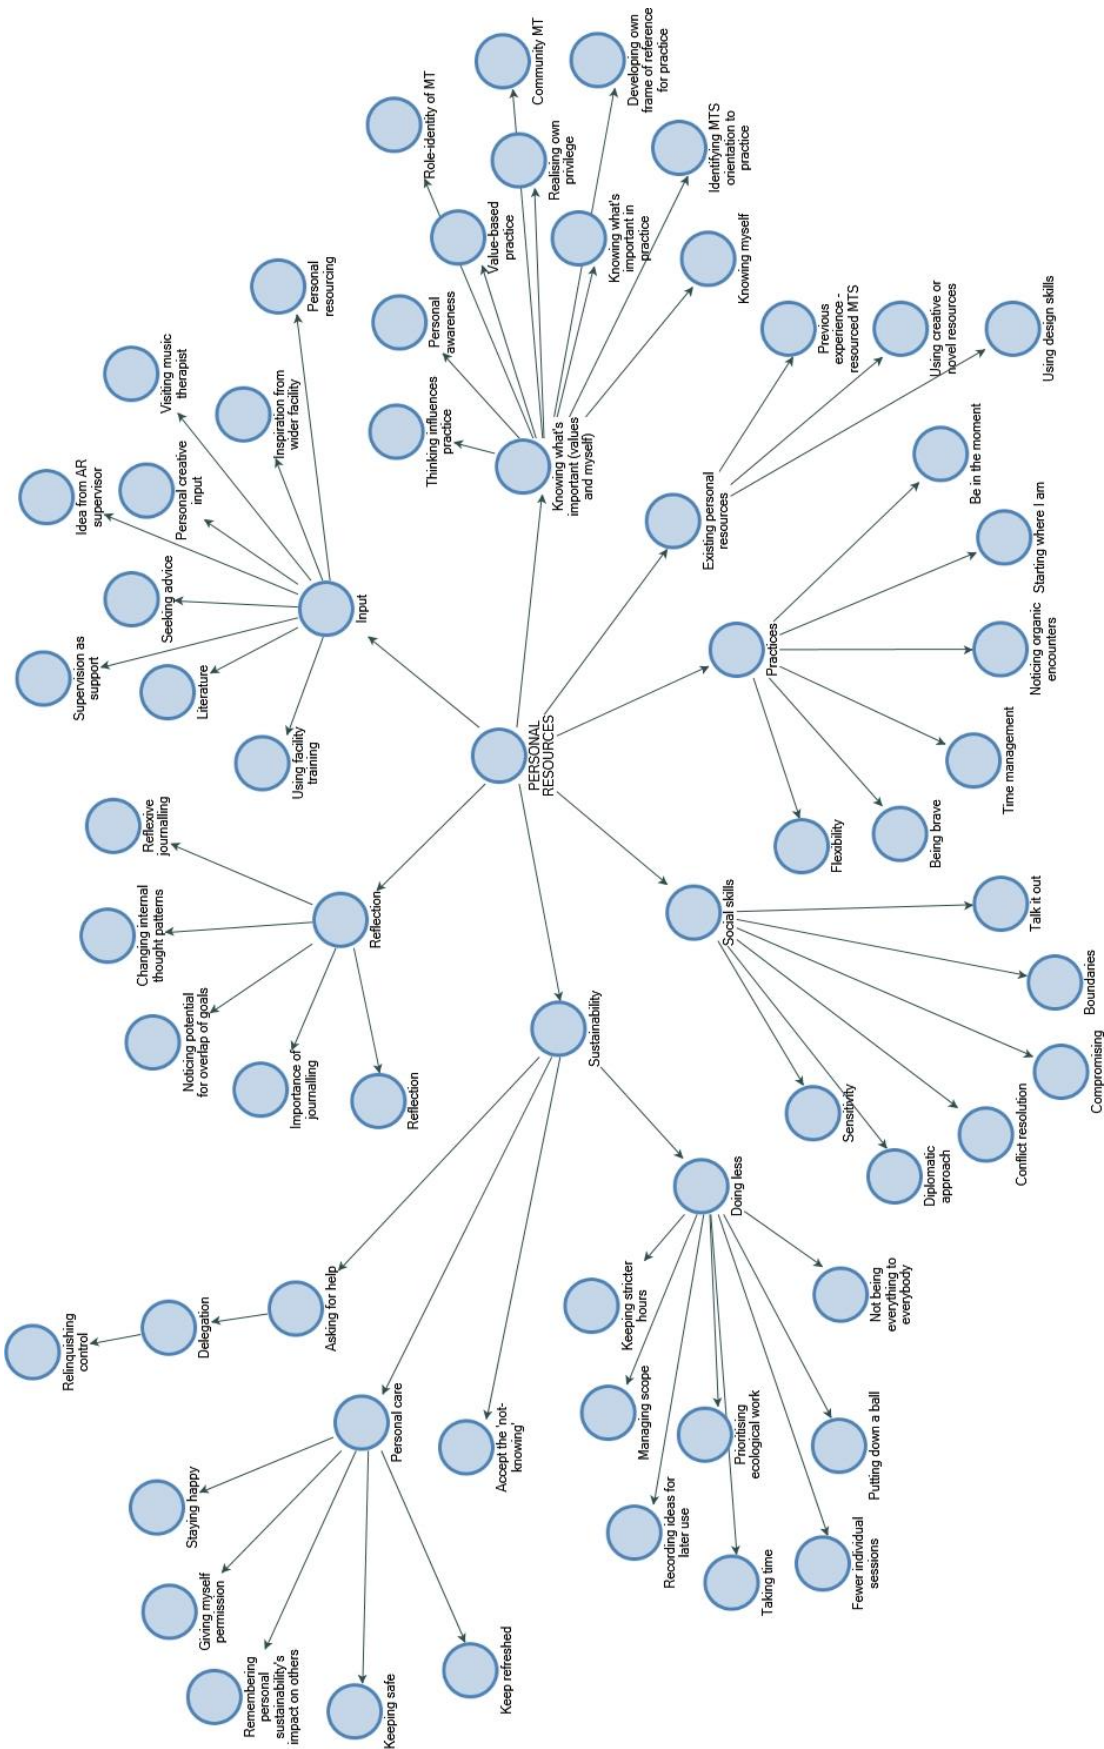 PERSONAL
RESOURCES
Input
Using facility
training
Literature
Supervision as
support
Seeking advice
Idea from AR
supervisor
Personal creative
input
Visiting music
therapist
Inspiration from
wider facility
Personal
resourcing
Knowing what's
important (values
and myself)
Thinking influences
practice
Personal
awareness
Value-based
practice
Role-identity of MT
Realising own
privilege
Community MT
Knowing what's
important in
practice
Developing own
frame of reference
for practice
Identifying MTS
orientation to
practice
Knowing myself
Existing personal
resources
Previous
experience -
resourced MTS
Using creative or
novel resources
Using design skills
Practices
Be in the moment
Starting where I am
Noticing organic
encounters
Time management
Being brave
Flexibility
Social skills
Talk it out
Boundaries
Compromising
Conflict resolution
Diplomatic
approach
Sensitivity
Sustainability
Doing less
Not being
everything to
everybody
Putting down a ball
Fewer individual
sessions
Taking time
Prioritising
ecological work
Recording ideas for
later use
Managing scope
Keeping stricter
hours
Accept the 'not-
knowing'
Personal care
Keep refreshed
Keeping safe
Remembering
personal
sustainability's
impact on others
Giving myself
permission
Staying happy
Asking for help
Delegation
Relinquishing
control
Reflection
Reflection
Importance of
journalling
Noticing potential
for overlap of goals
Changing internal
thought patterns
Reflexive
journalling